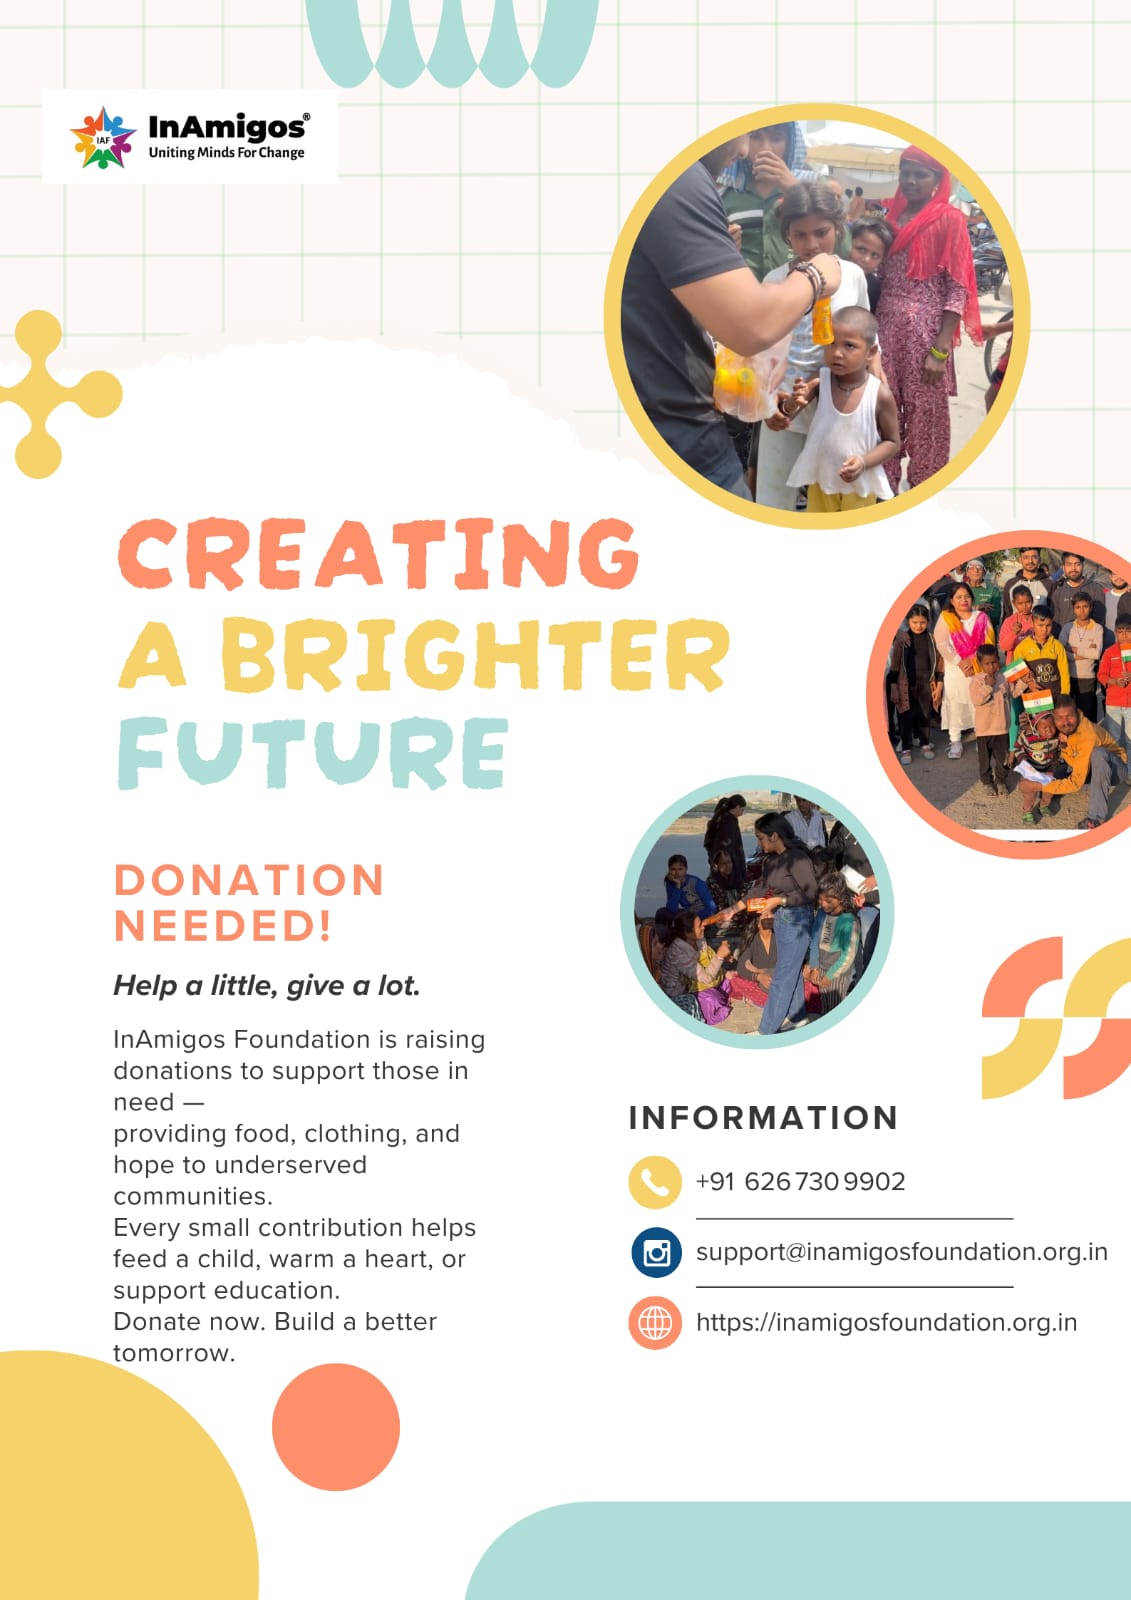 IAF
InAmigos®
Uniting Minds For Change
CREATING
A BRIGHTER
FUTURE
DONATION
NEEDED!
Help a little, give a lot.
InAmigos Foundation is raising
donations to support those in
need —
providing food, clothing, and
hope to underserved
communities.
Every small contribution helps
feed a child, warm a heart, or
support education.
Donate now. Build a better
tomorrow.
INFORMATION
+91 626 730 9902
support@inamigosfoundation.org.in
https://inamigosfoundation.org.in